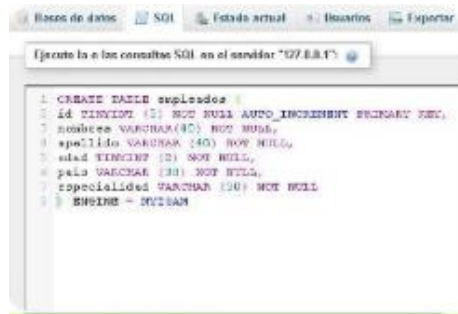 Bases de datos SQL Estado actual Usuarios Exportar
Ejecute la o las consultas SQL en el servidor "127.0.0.1":
1 CREATE TABLE empleados (
2 id TINYINT (3) NOT NULL AUTO_INCREMENT PRIMARY KEY,
3 nombres VARCHAR(40) NOT NULL,
4 apellido VARCHAR (40) NOT NULL,
5 edad TINYINT (2) NOT NULL,
6 pais VARCHAR (30) NOT NULL,
7 especialidad VARCHAR (30) NOT NULL
8 ) ENGINE = MYISAM